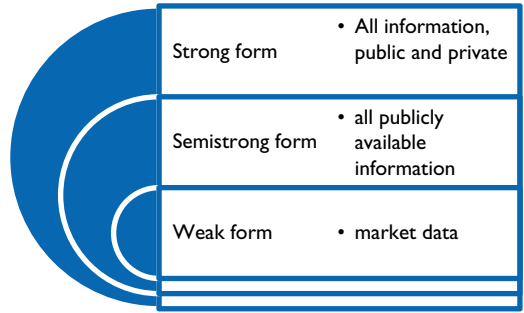 Strong form
• All information,
public and private
Semistrong form
• all publicly
available
information
Weak form
• market data